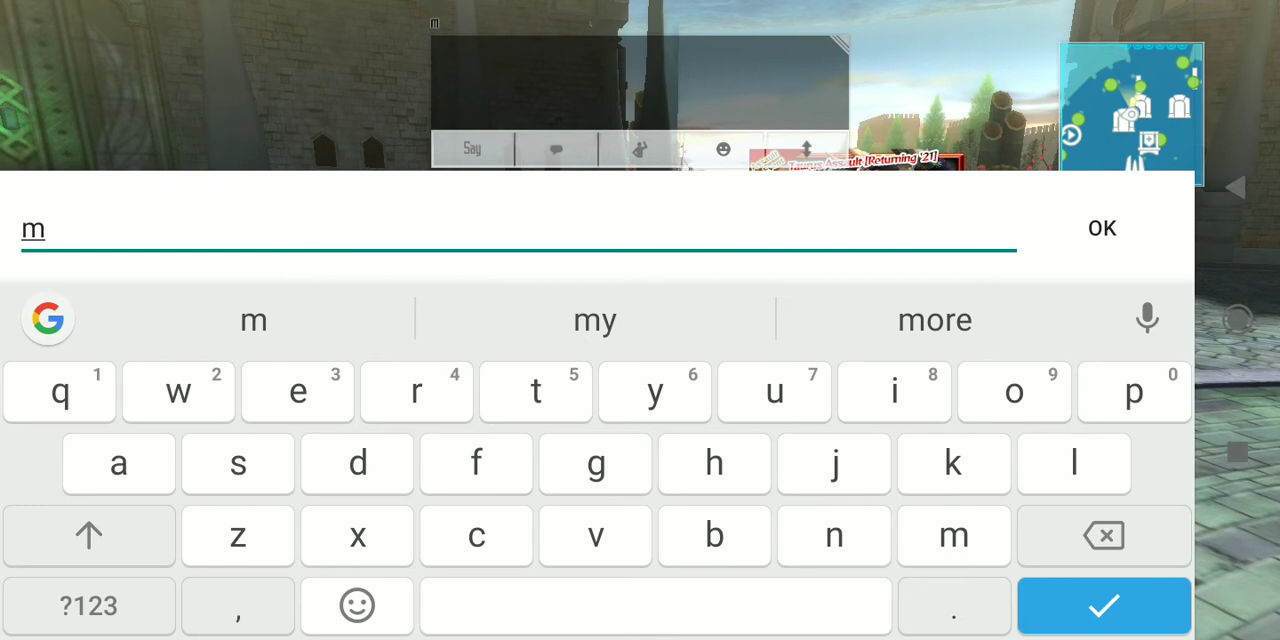 m
Say
Taurus Assault [Returning '21]
m
OK
m my more
q 1 w 2 e 3 r 4 t 5 y 6 u 7 i 8 o 9 p 0
a s d f g h j k l
z x c v b n m
?123 , .